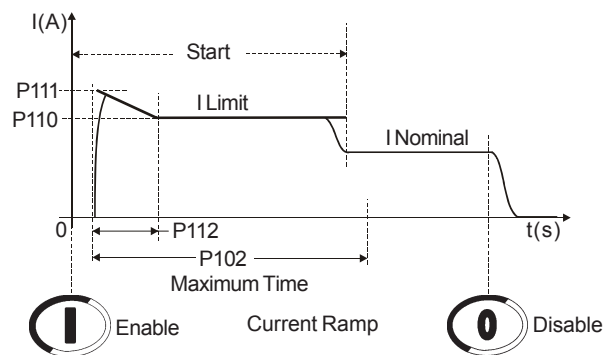 I(A)
Start
P111
I Limit
P110
I Nominal
0
P112
t(s)
P102
Maximum Time
I Enable
Current Ramp
0 Disable